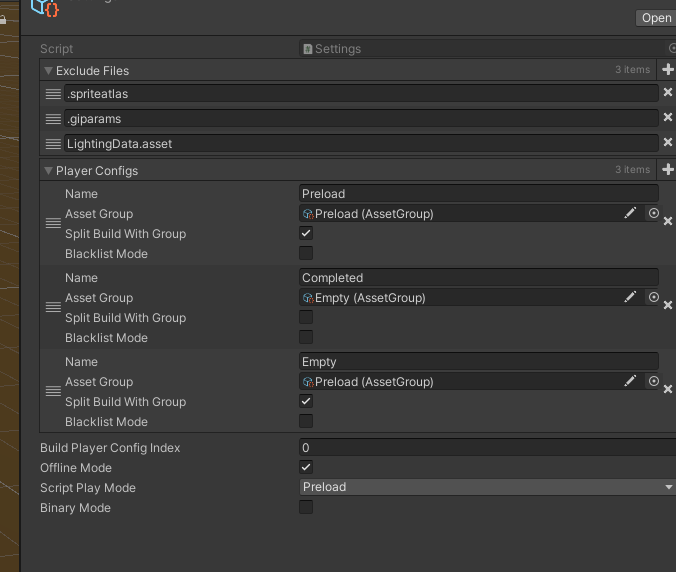 Open
Script
Settings
Exclude Files
3 items
.spriteatlas
.giparams
LightingData.asset
Player Configs
3 items
Name
Preload
Asset Group
Preload (AssetGroup)
Split Build With Group
Blacklist Mode
Name
Completed
Asset Group
Empty (AssetGroup)
Split Build With Group
Blacklist Mode
Name
Empty
Asset Group
Preload (AssetGroup)
Split Build With Group
Blacklist Mode
Build Player Config Index
0
Offline Mode
Script Play Mode
Preload
Binary Mode